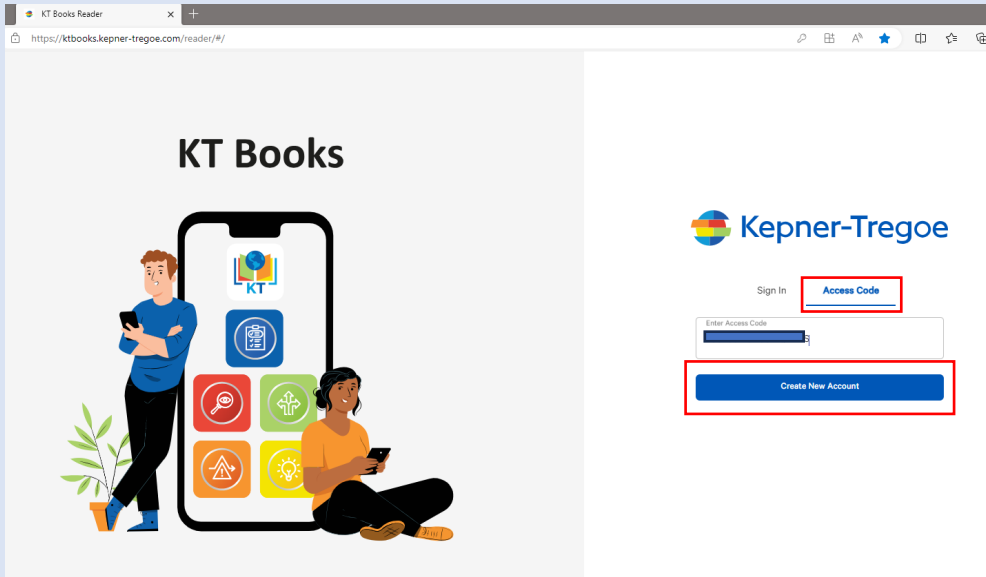 KT Books Reader
https://ktbooks.kepner-tregoe.com/reader/#/
KT Books
KT
Kepner-Tregoe
Sign In Access Code
Enter Access Code
Create New Account